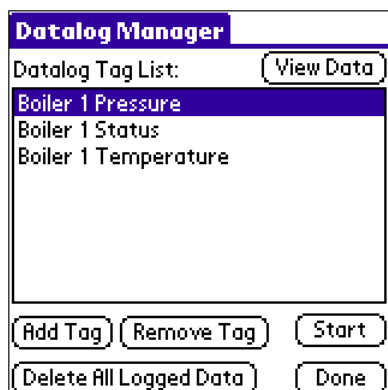 Datalog Manager
Datalog Tag List: View Data
Boiler 1 Pressure
Boiler 1 Status
Boiler 1 Temperature
Add Tag Remove Tag Start
Delete All Logged Data Done